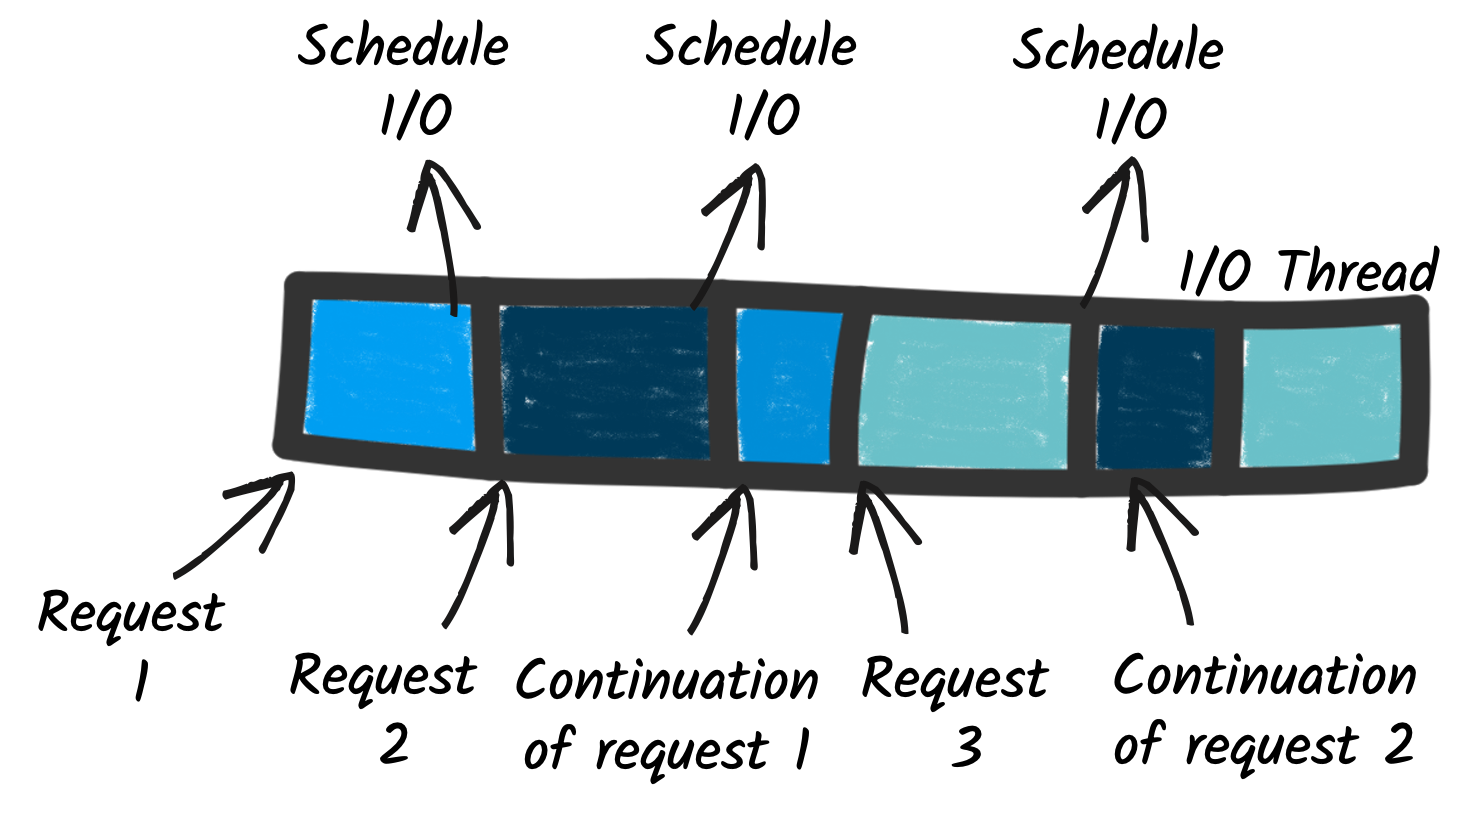 Schedule
I/O
Schedule
I/O
Schedule
I/O
I/O Thread
Request
1
Request
2
Continuation
of request 1
Request
3
Continuation
of request 2